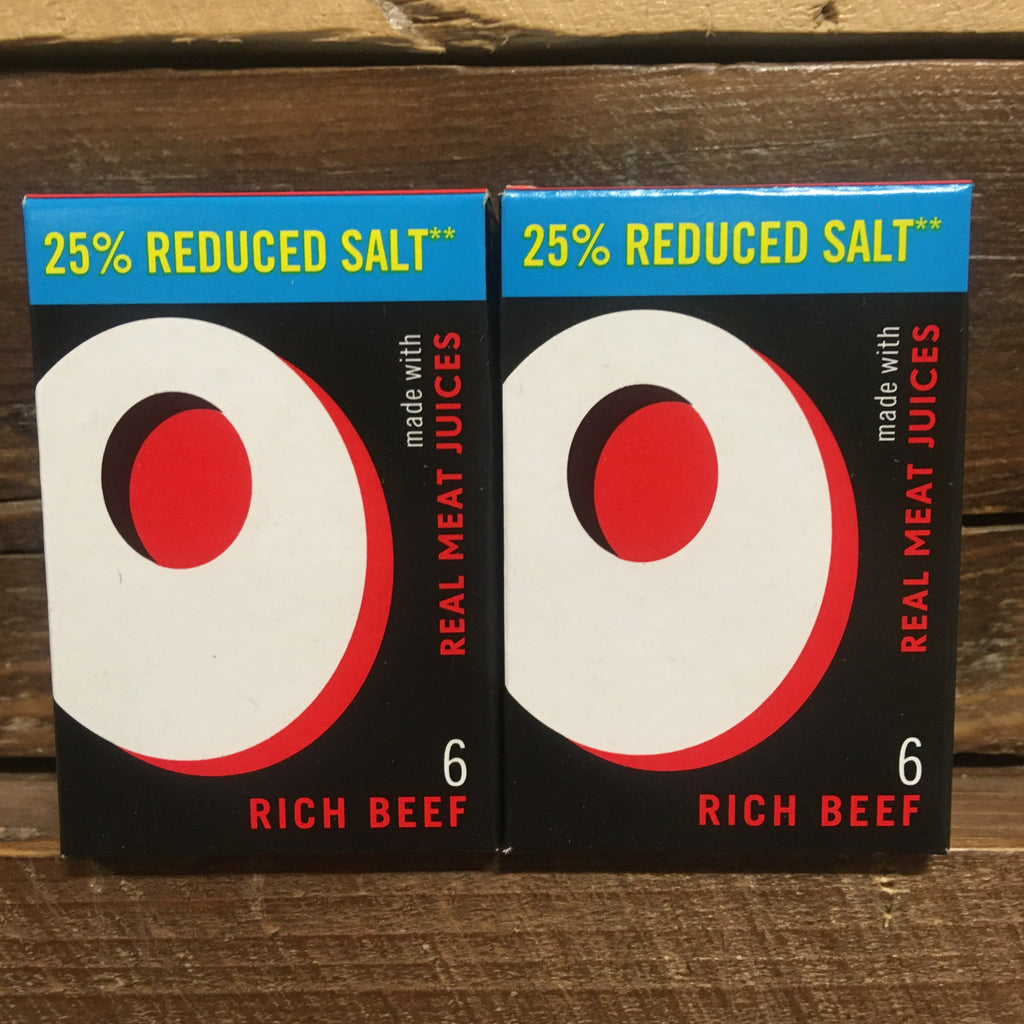 25% REDUCED SALT**
made with
REAL MEAT JUICES
6
RICH BEEF
25% REDUCED SALT**
made with
REAL MEAT JUICES
6
RICH BEEF